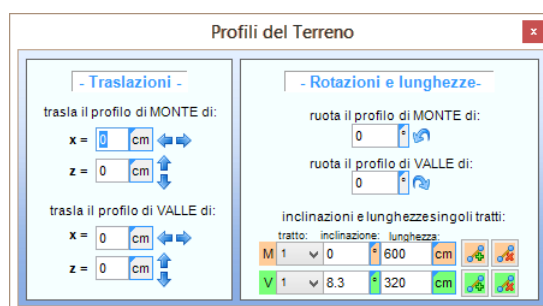 Profili del Terreno
x
- Traslazioni -
trasla il profilo di MONTE di:
x = 0 cm
z = 0 cm
trasla il profilo di VALLE di:
x = 0 cm
z = 0 cm
- Rotazioni e lunghezze-
ruota il profilo di MONTE di:
0 °
ruota il profilo di VALLE di:
0 °
inclinazioni e lunghezze singoli tratti:
tratto: inclinazione: lunghezza:
M 1 0 ° 600 cm
V 1 8.3 ° 320 cm